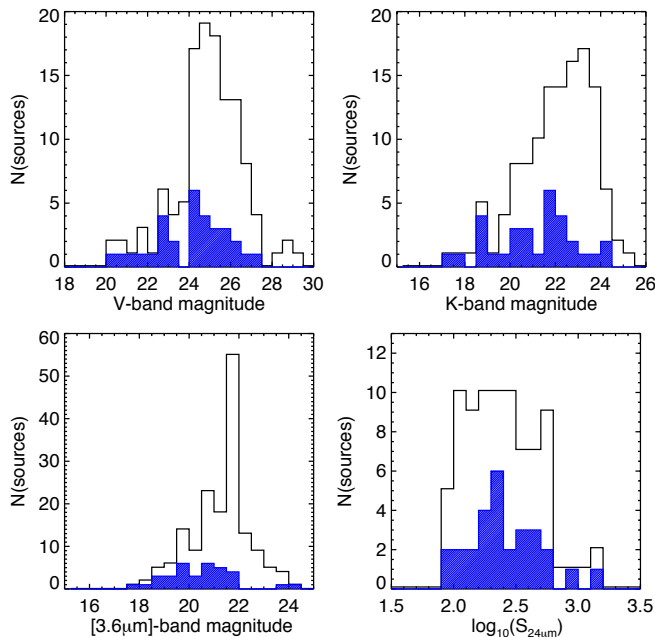 20
15
10
5
0
N(sources)
18 20 22 24 26 28 30
V-band magnitude
20
15
10
5
0
N(sources)
16 18 20 22 24 26
K-band magnitude
60
50
40
30
20
10
0
N(sources)
16 18 20 22 24
[3.6μm]-band magnitude
12
10
8
6
4
2
0
N(sources)
1.5 2.0 2.5 3.0 3.5
log₁₀(S₂₄μm)